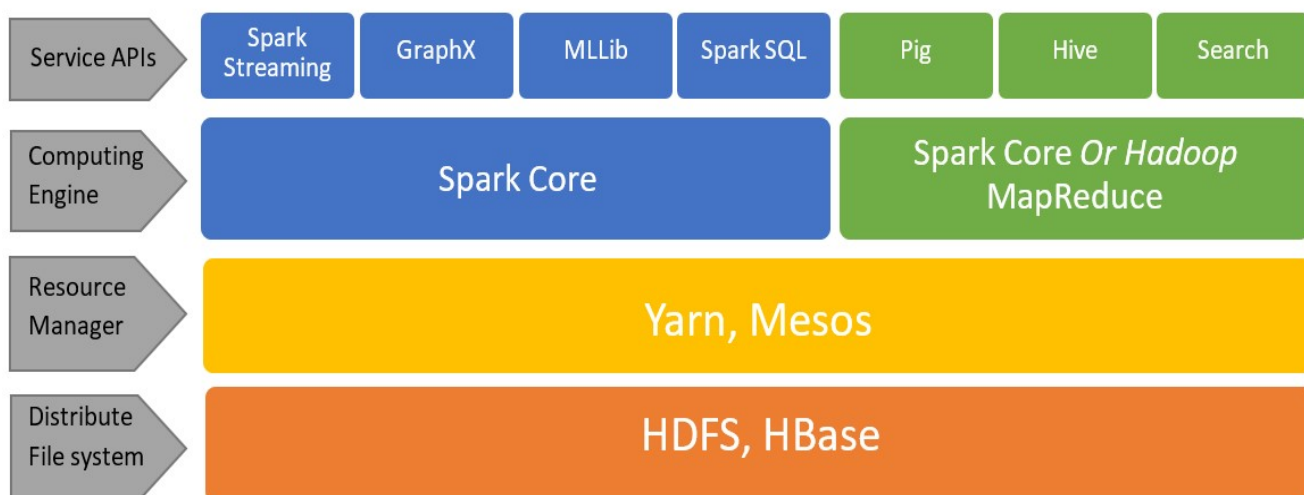 Service APIs
Spark
Streaming
GraphX
MLLib
Spark SQL
Pig
Hive
Search
Computing
Engine
Spark Core
Spark Core Or Hadoop
MapReduce
Resource
Manager
Yarn, Mesos
Distribute
File system
HDFS, HBase